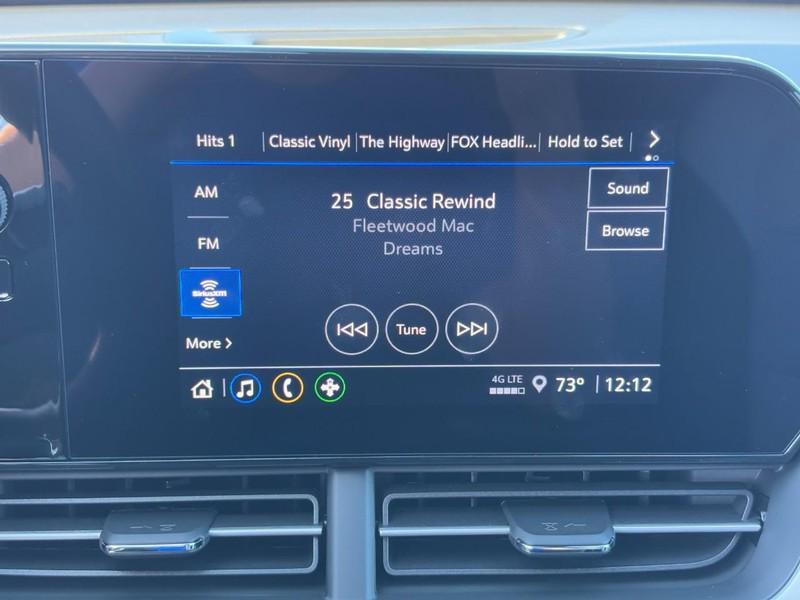 Hits 1 Classic Vinyl The Highway FOX Headli... Hold to Set
AM
25 Classic Rewind
Sound
Fleetwood Mac
FM
Dreams
Browse
SiriusXM
More
Tune
4G LTE
73° 12:12